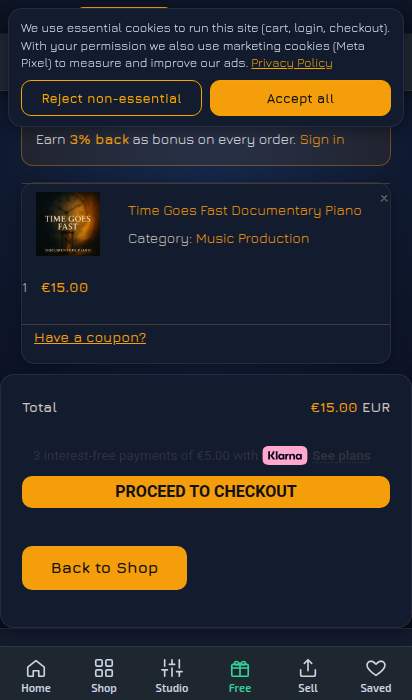 We use essential cookies to run this site (cart, login, checkout).
With your permission we also use marketing cookies (Meta
Pixel) to measure and improve our ads. Privacy Policy
Reject non-essential
Accept all
Earn 3% back as bonus on every order. Sign in
TIME GOES
FAST
Time Goes Fast Documentary Piano
×
Category: Music Production
1 €15.00
Have a coupon?
Total €15.00 EUR
3 interest-free payments of €5.00 with Klarna See plans
PROCEED TO CHECKOUT
Back to Shop
Home Shop Studio Free Sell Saved